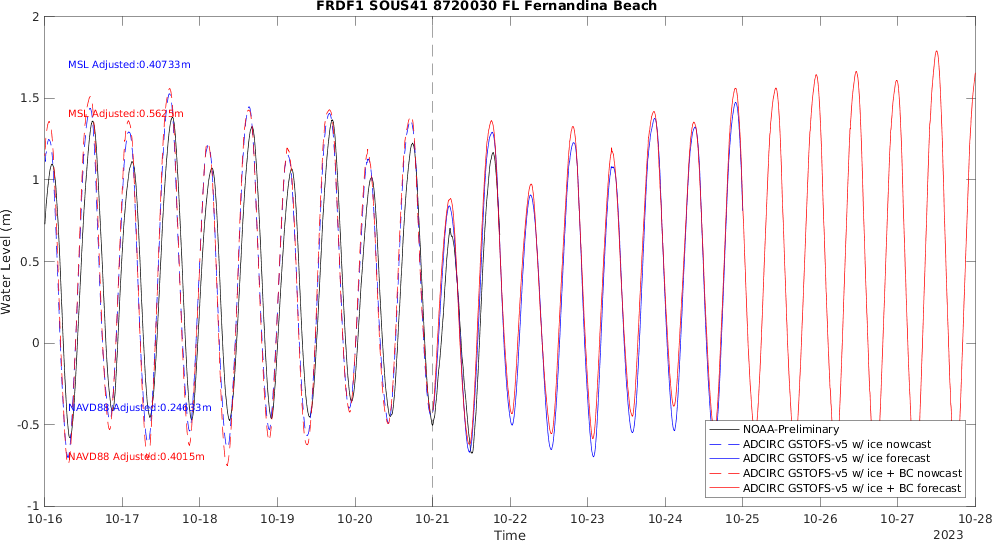 FRDF1 SOUS41 8720030 FL Fernandina Beach
2
1.5
1
0.5
0
-0.5
-1
Water Level (m)
MSL Adjusted:0.40733m
MSL Adjusted:0.5625m
NAVD88 Adjusted:0.24633m
NAVD88 Adjusted:0.4015m
NOAA-Preliminary
ADCIRC GSTOFS-v5 w/ ice nowcast
ADCIRC GSTOFS-v5 w/ ice forecast
ADCIRC GSTOFS-v5 w/ ice + BC nowcast
ADCIRC GSTOFS-v5 w/ ice + BC forecast
10-16 10-17 10-18 10-19 10-20 10-21 10-22 10-23 10-24 10-25 10-26 10-27 10-28
Time
2023